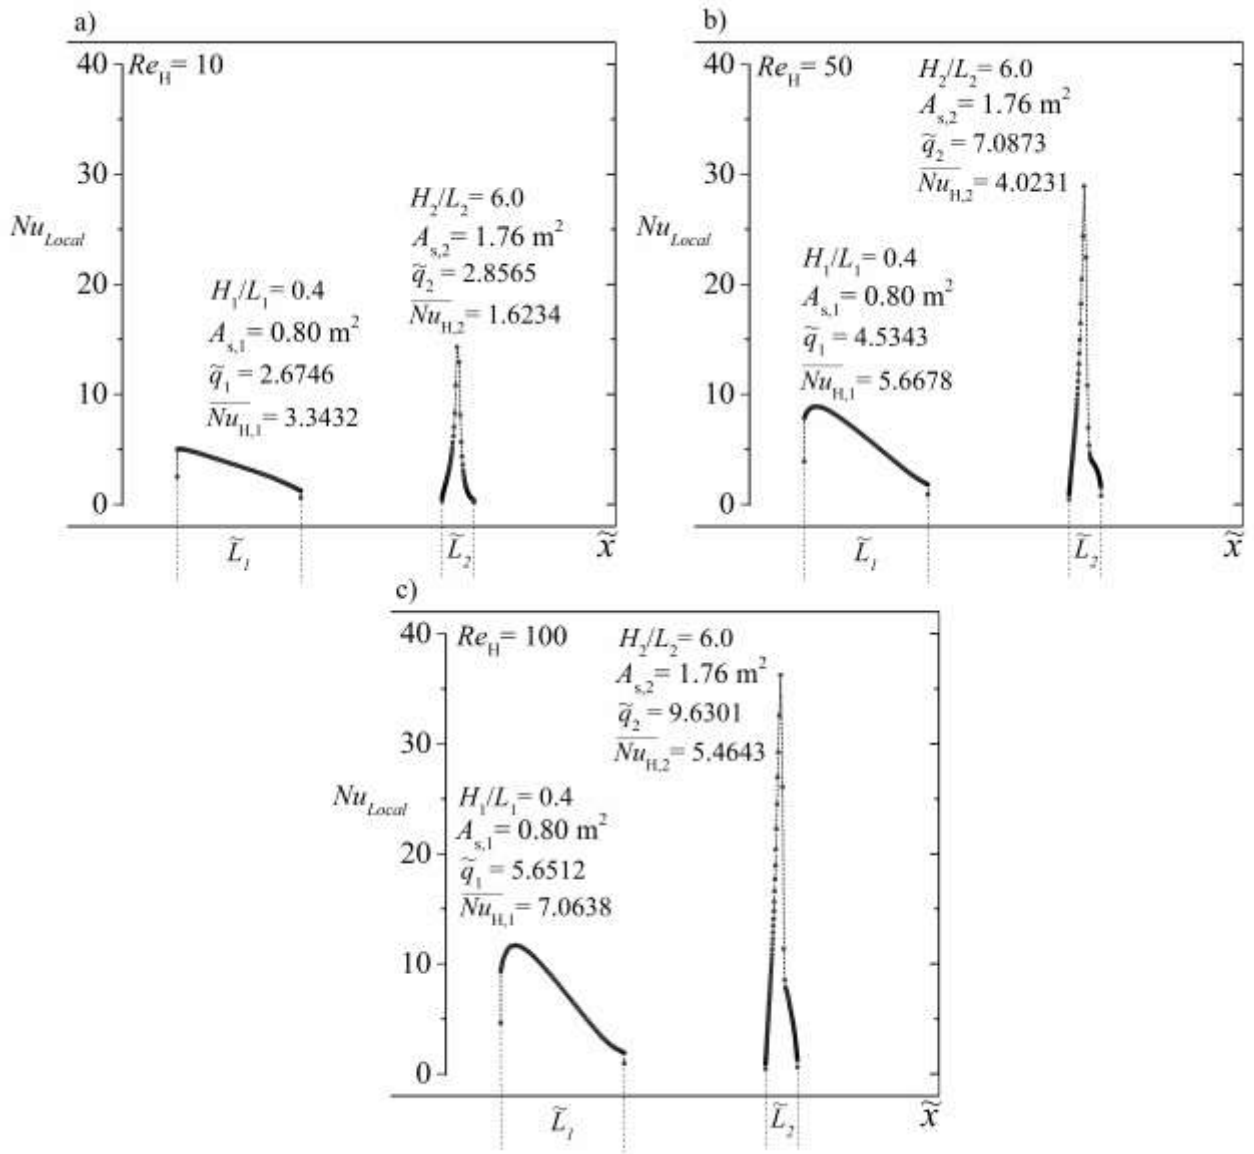 a)
40
Re_H = 10
30
Nu_Local
20
10
0
H_1/L_1 = 0.4
A_s,1 = 0.80 m^2
q̃_1 = 2.6746
N̅u̅_H,1 = 3.3432
H_2/L_2 = 6.0
A_s,2 = 1.76 m^2
q̃_2 = 2.8565
N̅u̅_H,2 = 1.6234
L̃_1
L̃_2
x̃
b)
40
Re_H = 50
30
Nu_Local
20
10
0
H_1/L_1 = 0.4
A_s,1 = 0.80 m^2
q̃_1 = 4.5343
N̅u̅_H,1 = 5.6678
H_2/L_2 = 6.0
A_s,2 = 1.76 m^2
q̃_2 = 7.0873
N̅u̅_H,2 = 4.0231
L̃_1
L̃_2
x̃
c)
40
Re_H = 100
30
Nu_Local
20
10
0
H_1/L_1 = 0.4
A_s,1 = 0.80 m^2
q̃_1 = 5.6512
N̅u̅_H,1 = 7.0638
H_2/L_2 = 6.0
A_s,2 = 1.76 m^2
q̃_2 = 9.6301
N̅u̅_H,2 = 5.4643
L̃_1
L̃_2
x̃